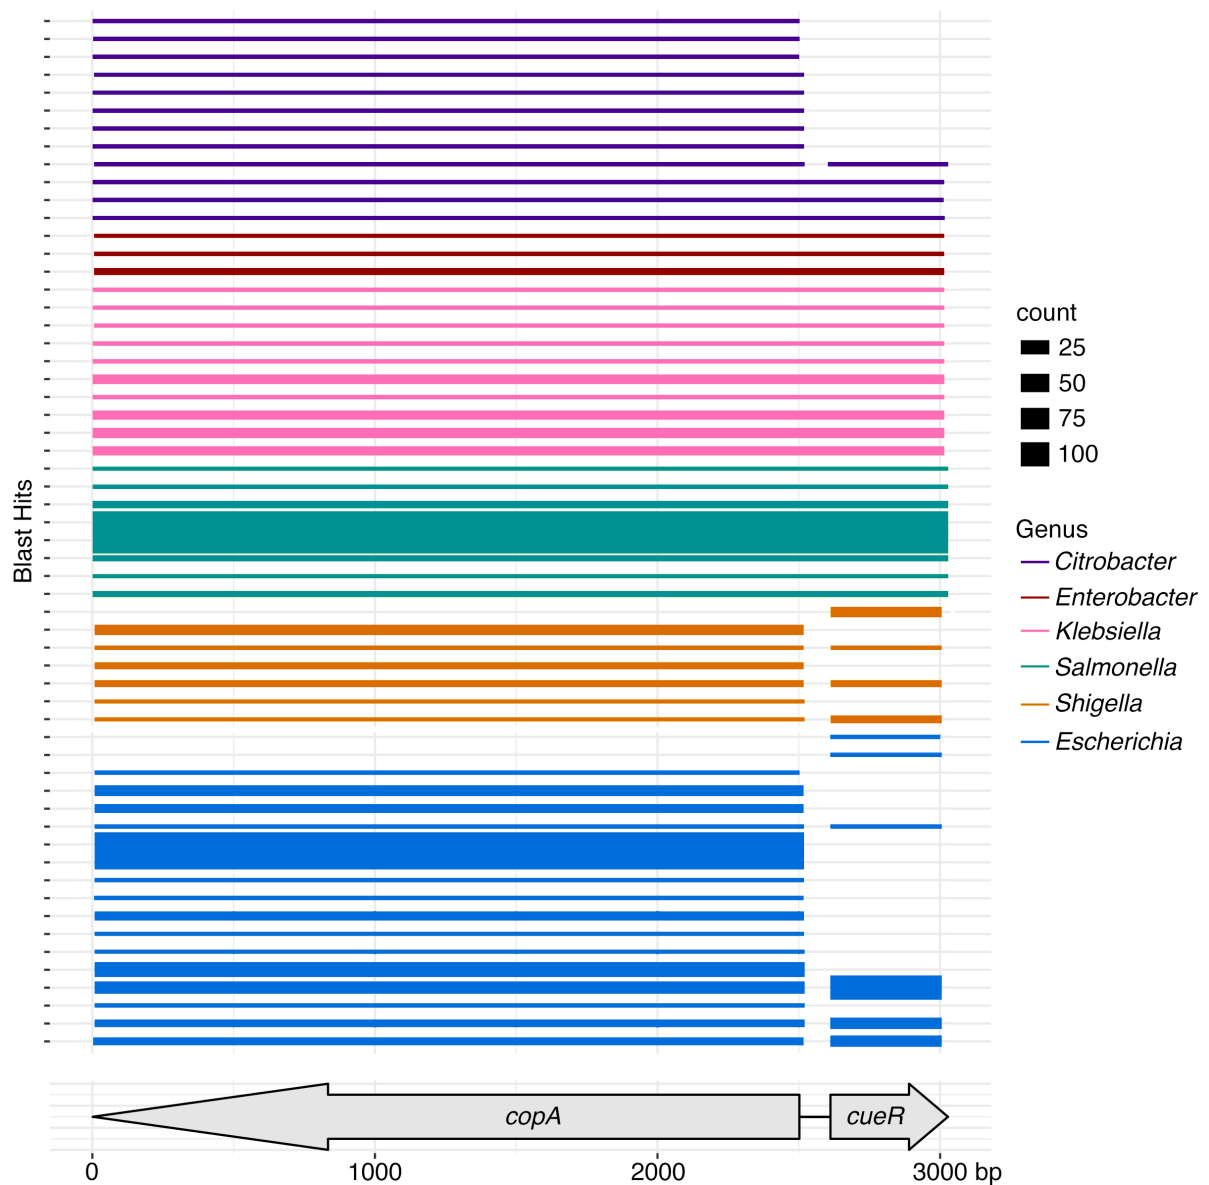 Blast Hits
count
25
50
75
100
Genus
Citrobacter
Enterobacter
Klebsiella
Salmonella
Shigella
Escherichia
copA
cueR
0
1000
2000
3000 bp